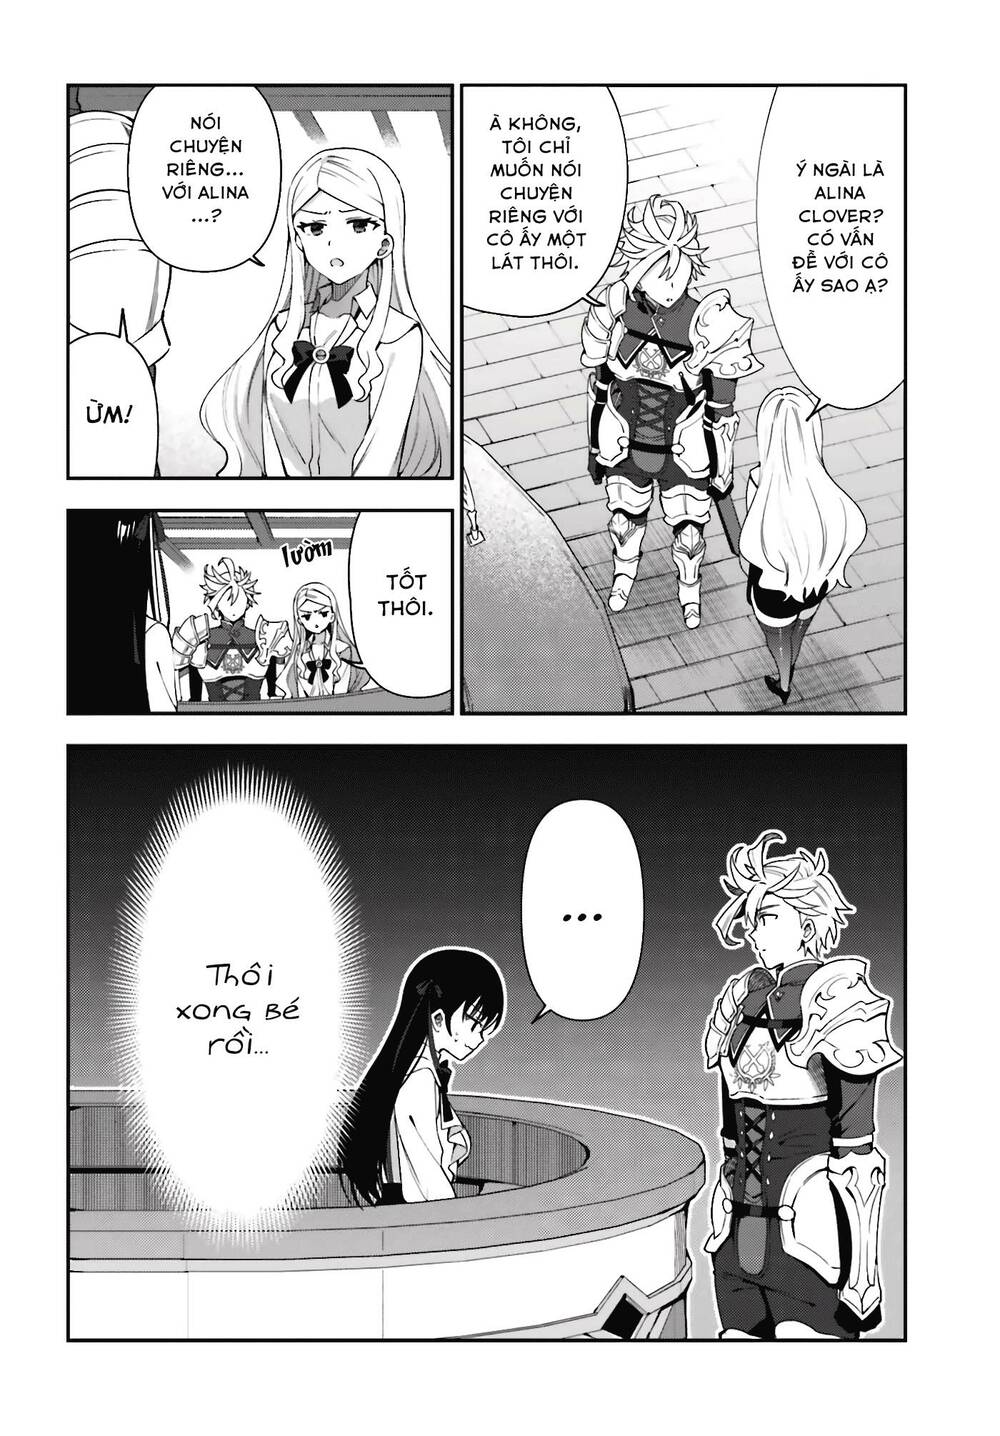 Ý NGÀI LÀ
ALINA
CLOVER?
CÓ VẤN
ĐỀ VỚI CÔ
ẤY SAO Ạ?
À KHÔNG,
TÔI CHỈ
MUỐN NÓI
CHUYỆN
RIÊNG VỚI
CÔ ẤY MỘT
LÁT THÔI.
NÓI
CHUYỆN
RIÊNG...
VỚI ALINA
...?
ỪM!
lườm
TỐT
THÔI.
...
Thôi
xong bé
rồi...